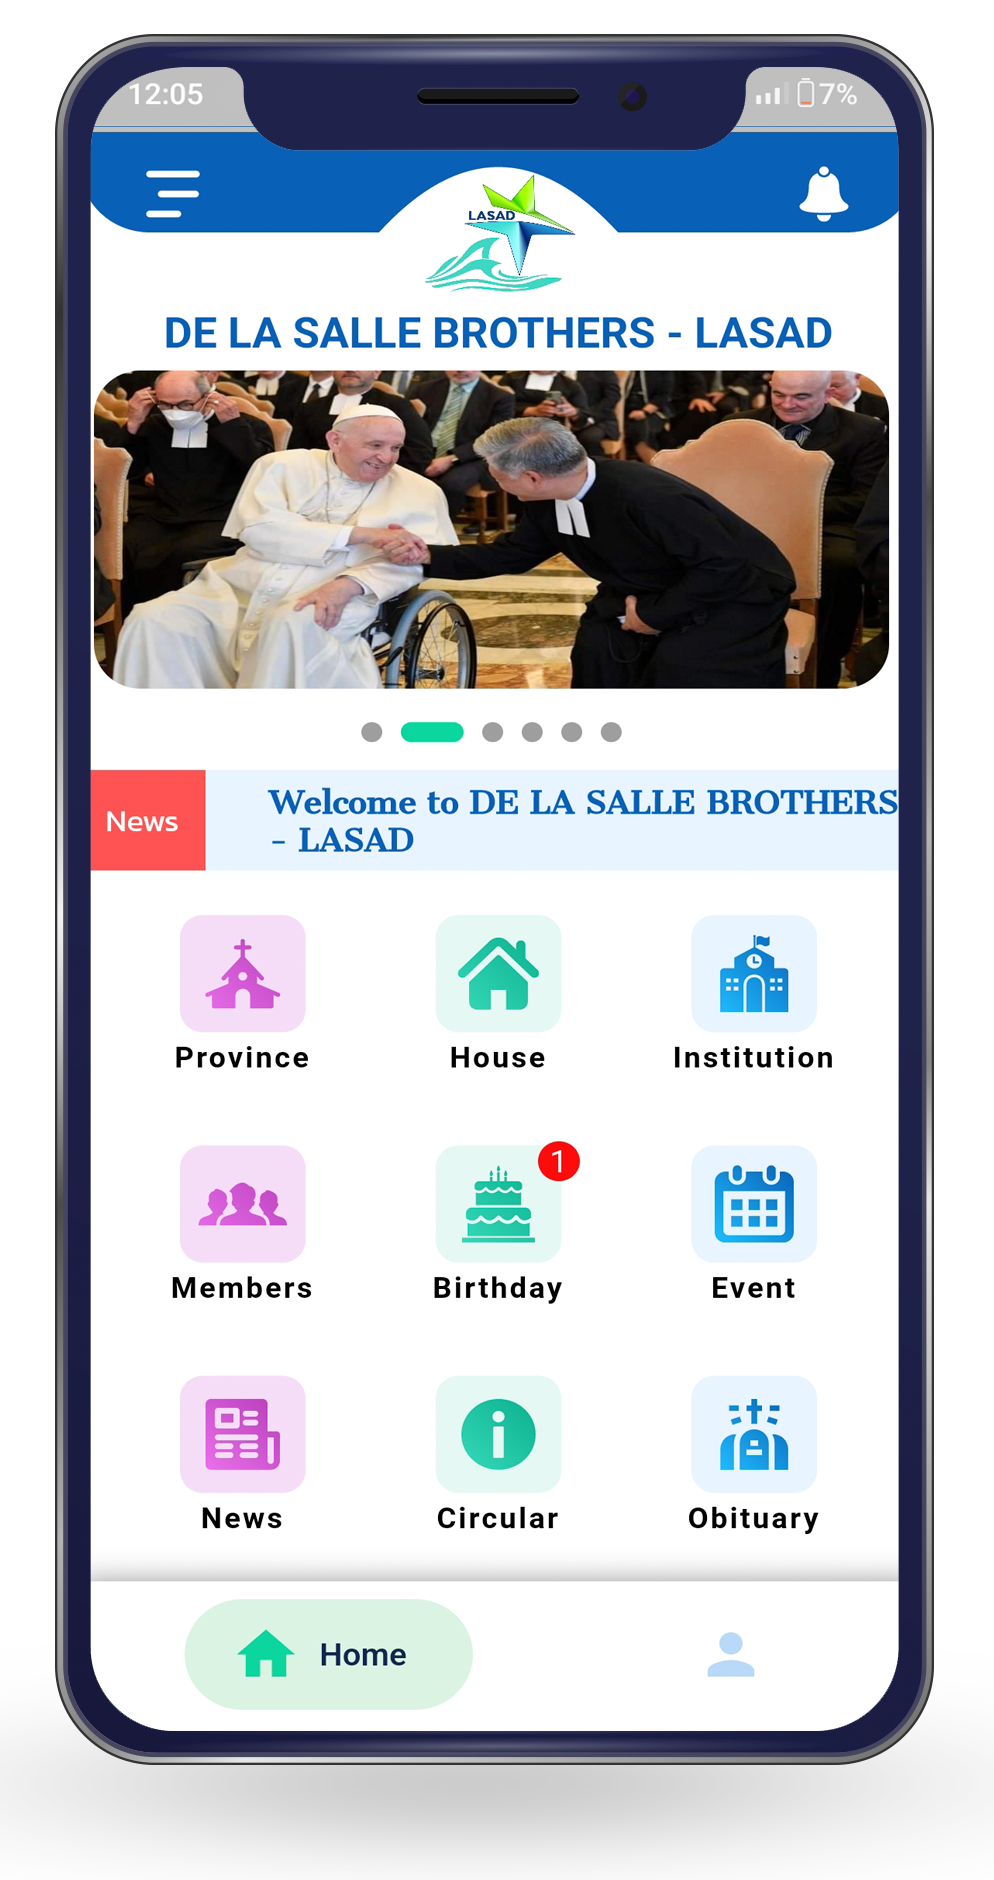 12:05
7%
LASAD
DE LA SALLE BROTHERS - LASAD
News
Welcome to DE LA SALLE BROTHERS
- LASAD
Province
House
Institution
1
Members
Birthday
Event
News
Circular
Obituary
Home